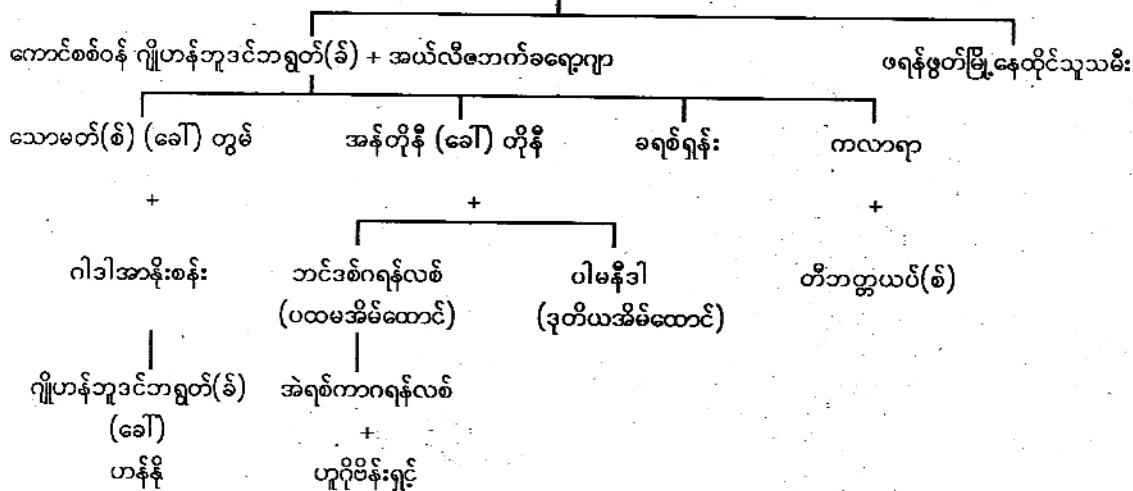 ကောင်စစ်ဝန် ဂျိုဟန်ဘူဒင်ဘရွတ်(ခ်) + အယ်လီဇဘက်ခရော့ဂျာ ဖရန်ဖွတ်မြို့နေထိုင်သူသမီး
သောမတ်(စ်) (ခေါ်) တွမ် အန်တိုနီ (ခေါ်) တိုနီ ခရစ်ရှန်း ကလာရာ
+ + +
ဂါဒါအာနိုးစန်း ဘင်ဒစ်ဂရန်လစ် ပါမနီဒါ တီဘတ္တယပ်(စ်)
(ပထမအိမ်ထောင်) (ဒုတိယအိမ်ထောင်)
ဂျိုဟန်ဘူဒင်ဘရွတ်(ခ်) အဲရစ်ကာဂရန်လစ်
(ခေါ်) +
ဟန်နို ဟူဂိုဗိန်းရှင့်